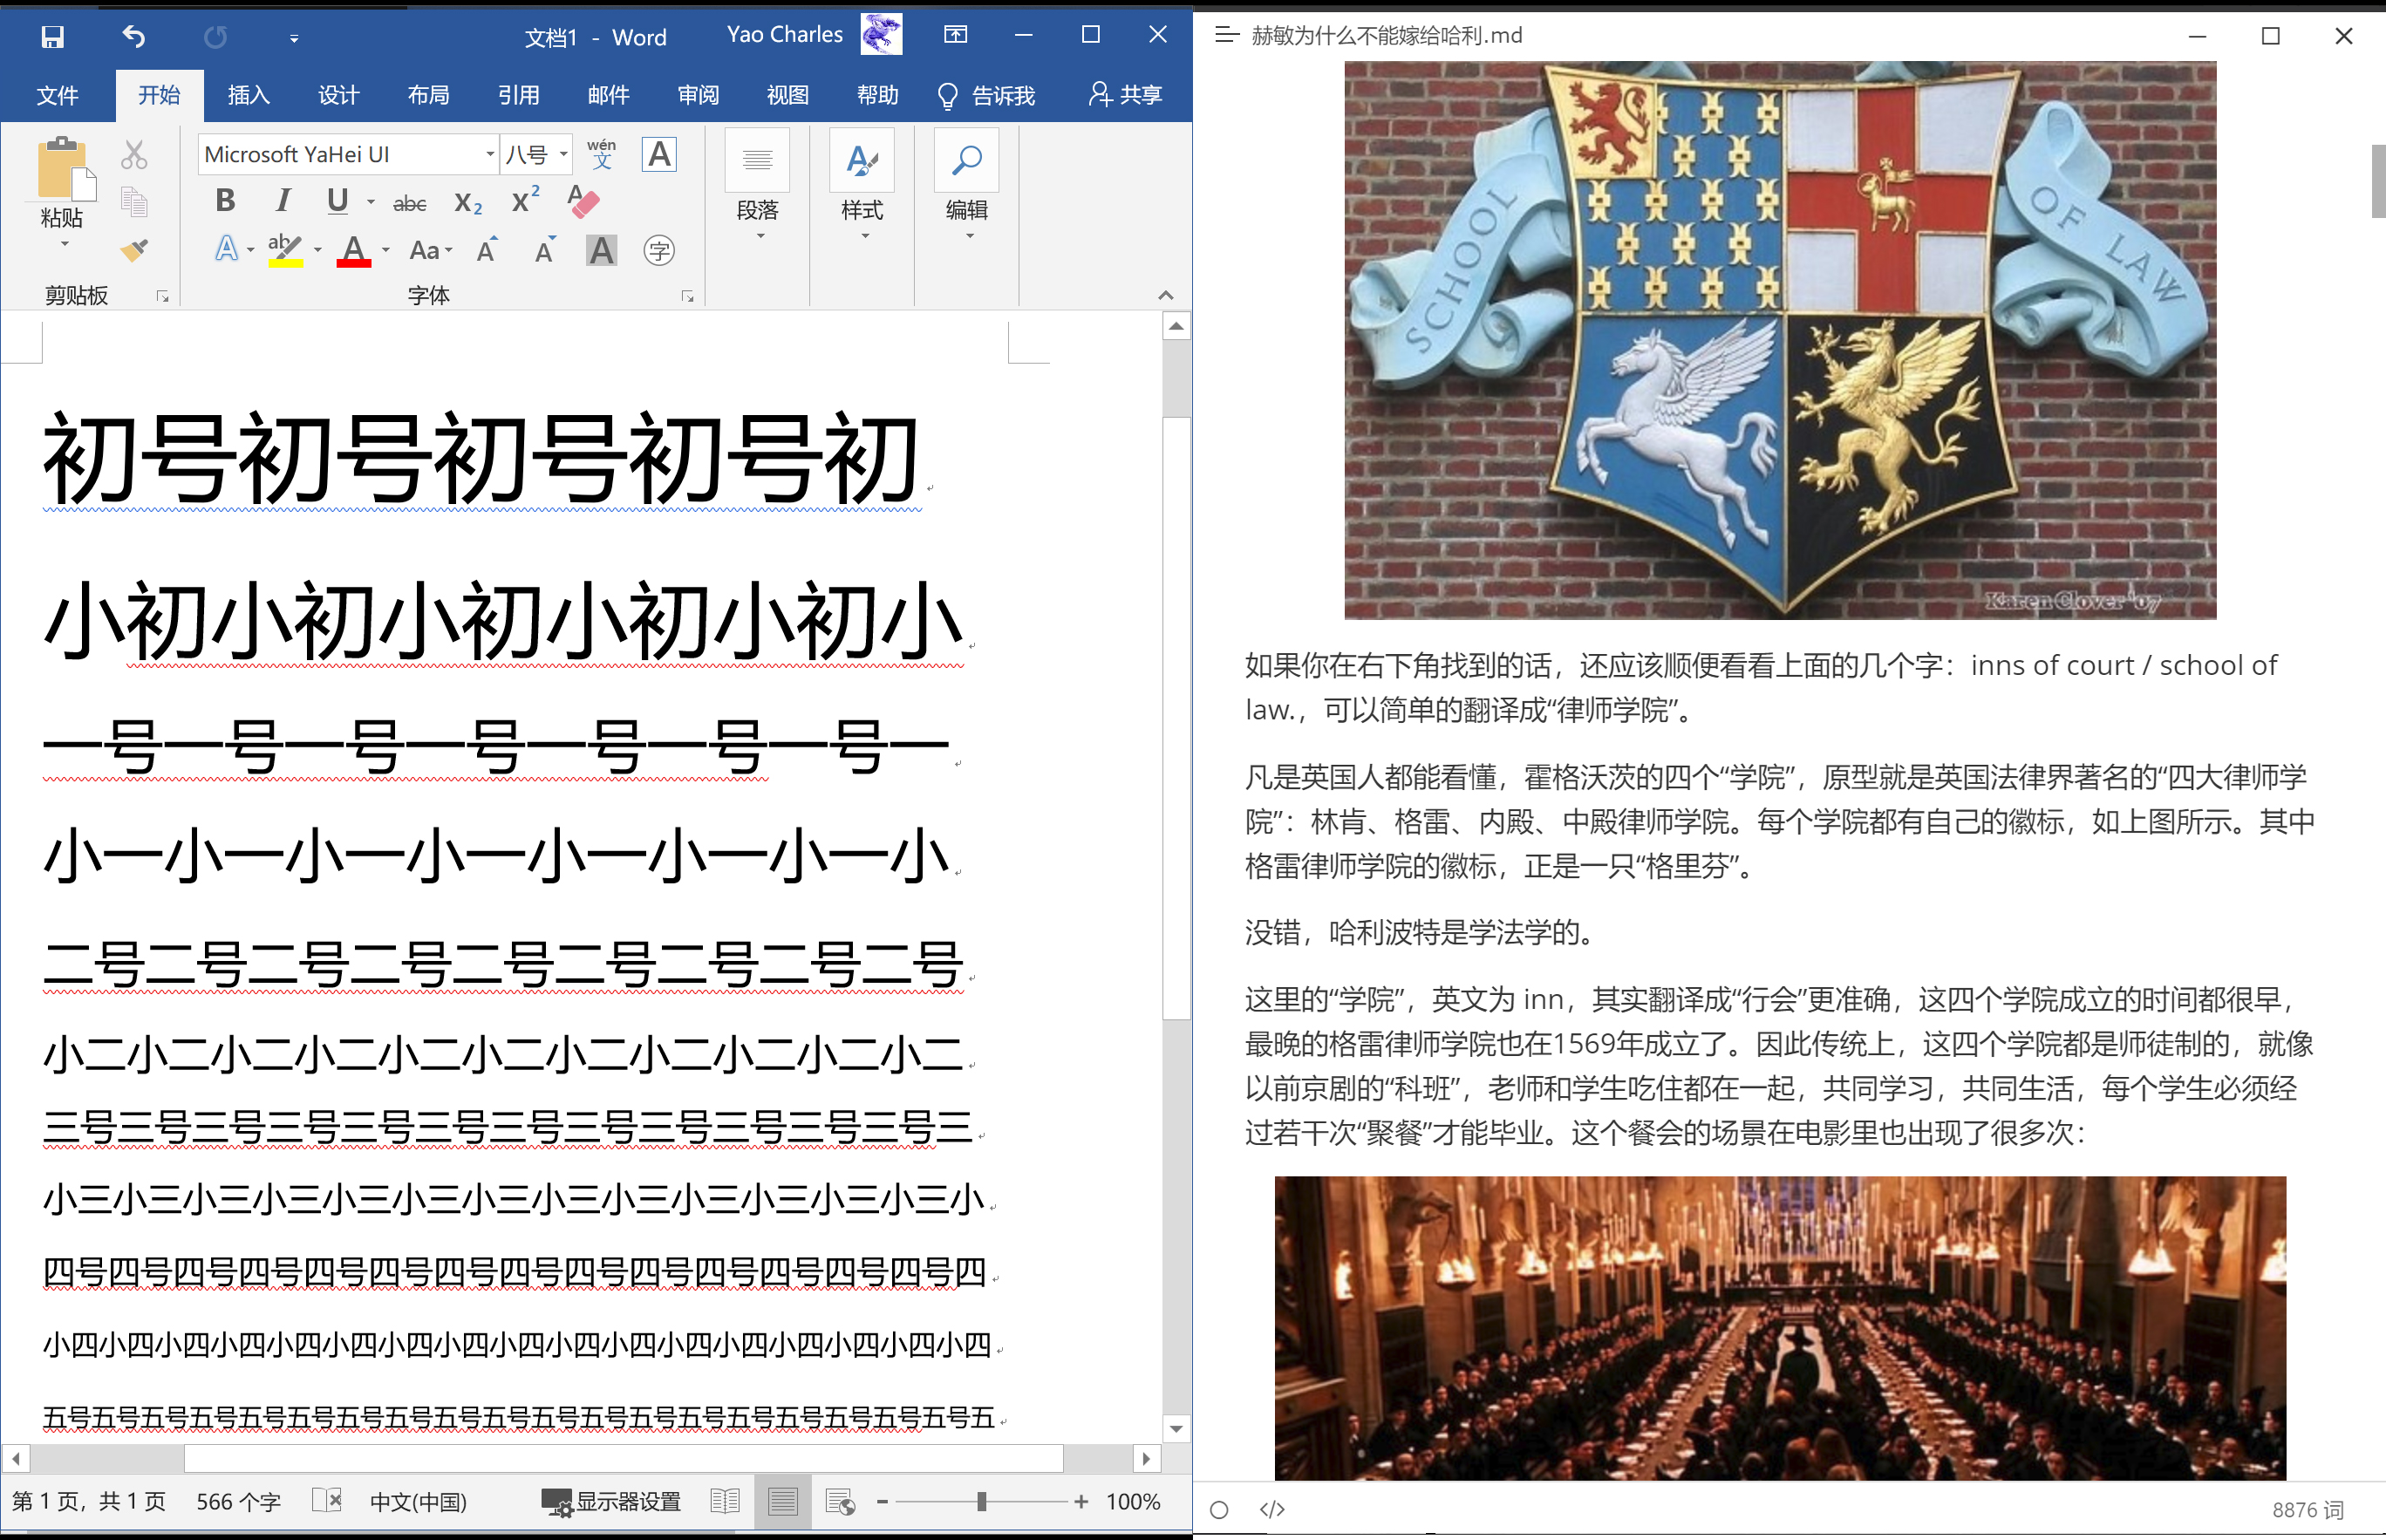 文档1 - Word
Yao Charles
文件 开始 插入 设计 布局 引用 邮件 审阅 视图 帮助 告诉我 共享
粘贴
剪贴板
Microsoft YaHei UI 八号 wén 文 A
B I U abc X₂ X² A
A ab A Aa A A A 字
字体
段落
样式
编辑
初号初号初号初号初
小初小初小初小初小初小
一号一号一号一号一号一号一号一
小一小一小一小一小一小一小一小
二号二号二号二号二号二号二号二号二号
小二小二小二小二小二小二小二小二小二小二小二
三号三号三号三号三号三号三号三号三号三号三号三号三
小三小三小三小三小三小三小三小三小三小三小三小三小三小
四号四号四号四号四号四号四号四号四号四号四号四号四号四号四
小四小四小四小四小四小四小四小四小四小四小四小四小四小四小四小四小四
五号五号五号五号五号五号五号五号五号五号五号五号五号五号五号五号五号五号五号五
第 1 页，共 1 页 566 个字 中文(中国) 显示器设置 100%
赫敏为什么不能嫁给哈利.md
SCHOOL
OF LAW
Karen Clover '07
如果你在右下角找到的话，还应该顺便看看上面的几个字：inns of court / school of
law.，可以简单的翻译成“律师学院”。
凡是英国人都能看懂，霍格沃茨的四个“学院”，原型就是英国法律界著名的“四大律师学
院”：林肯、格雷、内殿、中殿律师学院。每个学院都有自己的徽标，如上图所示。其中
格雷律师学院的徽标，正是一只“格里芬”。
没错，哈利波特是学法学的。
这里的“学院”，英文为 inn，其实翻译成“行会”更准确，这四个学院成立的时间都很早，
最晚的格雷律师学院也在1569年成立了。因此传统上，这四个学院都是师徒制的，就像
以前京剧的“科班”，老师和学生吃住都在一起，共同学习，共同生活，每个学生必须经
过若干次“聚餐”才能毕业。这个餐会的场景在电影里也出现了很多次：
8876 词